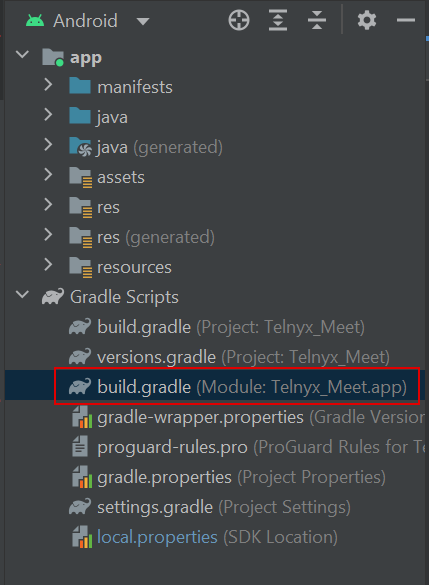 Android
app
manifests
java
java (generated)
assets
res
res (generated)
resources
Gradle Scripts
build.gradle (Project: Telnyx_Meet)
versions.gradle (Project: Telnyx_Meet)
build.gradle (Module: Telnyx_Meet.app)
gradle-wrapper.properties (Gradle Version
proguard-rules.pro (ProGuard Rules for Te
gradle.properties (Project Properties)
settings.gradle (Project Settings)
local.properties (SDK Location)